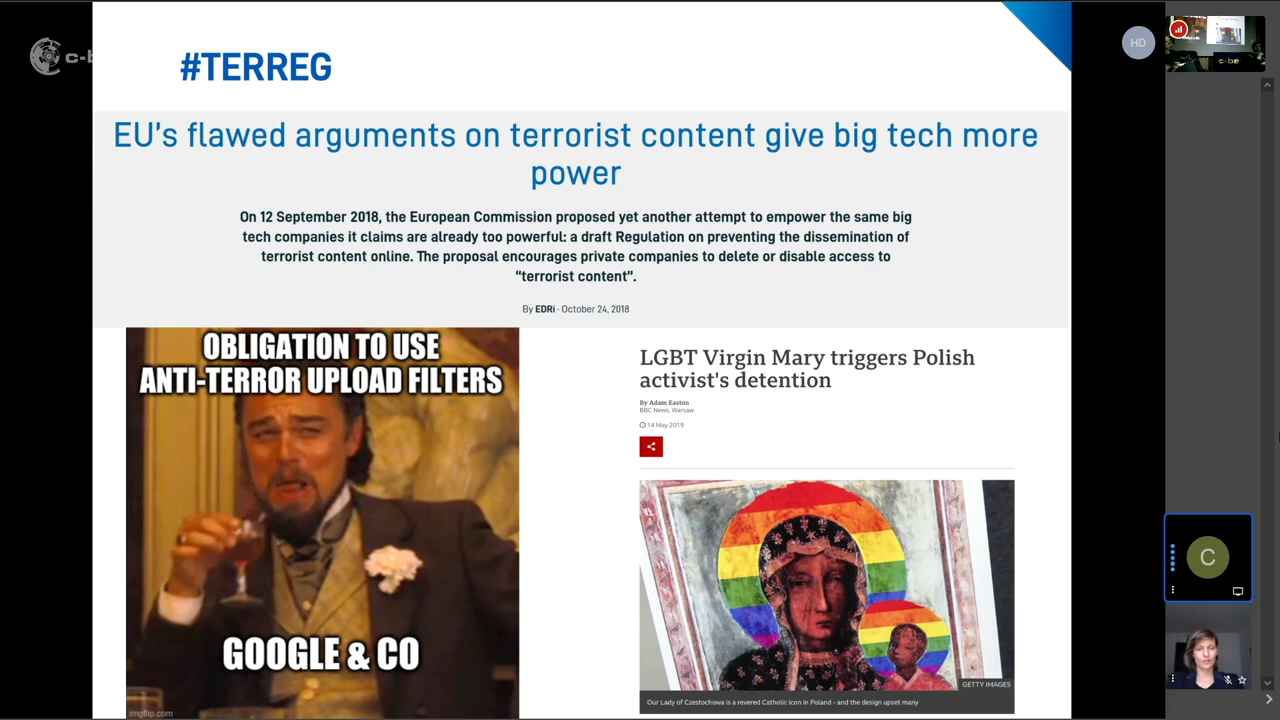 #TERREG
HD
EU's flawed arguments on terrorist content give big tech more
power
On 12 September 2018, the European Commission proposed yet another attempt to empower the same big
tech companies it claims are already too powerful: a draft Regulation on preventing the dissemination of
terrorist content online. The proposal encourages private companies to delete or disable access to
“terrorist content”.
By EDRi · October 24, 2018
OBLIGATION TO USE
ANTI-TERROR UPLOAD FILTERS
GOOGLE & CO
imgflip.com
LGBT Virgin Mary triggers Polish
activist's detention
By Adam Easton
BBC News, Warsaw
14 May 2019
GETTY IMAGES
Our Lady of Czestochowa is a revered Catholic icon in Poland - and the design upset many
C